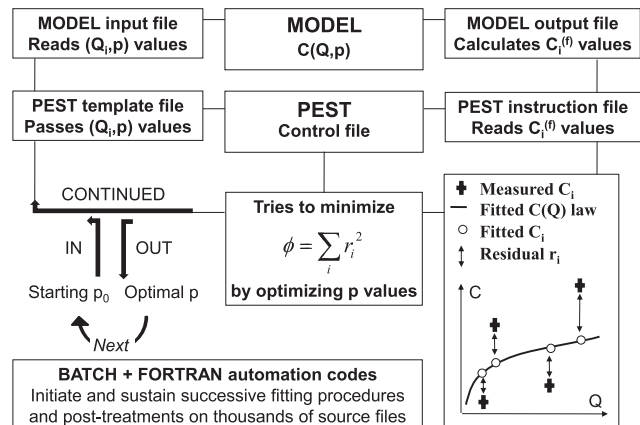 MODEL input file
Reads (Qi,p) values
MODEL
C(Q,p)
MODEL output file
Calculates Ci(f) values
PEST template file
Passes (Qi,p) values
PEST
Control file
PEST instruction file
Reads Ci(f) values
CONTINUED
IN
OUT
Starting p0
Optimal p
Next
Tries to minimize
ϕ = ∑i ri2
by optimizing p values
Measured Ci
Fitted C(Q) law
Fitted Ci
Residual ri
C
Q
BATCH + FORTRAN automation codes
Initiate and sustain successive fitting procedures
and post-treatments on thousands of source files